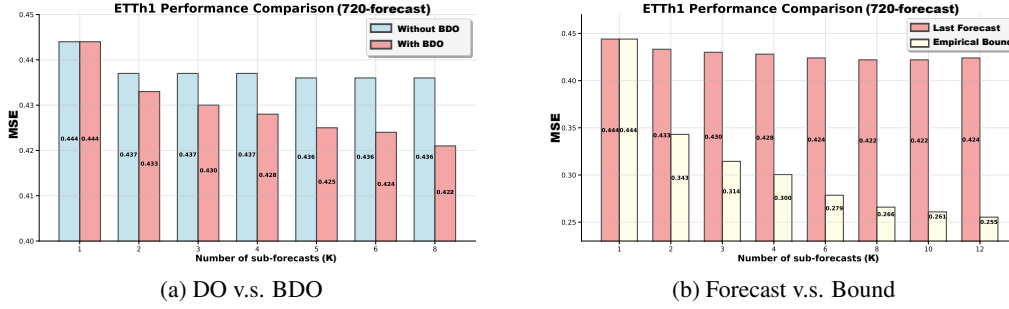 ETTh1 Performance Comparison (720-forecast)
0.45
0.44
0.43
0.42
0.41
0.40
MSE
Without BDO
With BDO
0.444 0.444
0.437 0.433
0.437 0.430
0.437 0.428
0.436 0.425
0.436 0.424
0.436 0.422
1 2 3 4 5 6 8
Number of sub-forecasts (K)
(a) DO v.s. BDO
ETTh1 Performance Comparison (720-forecast)
0.45
0.40
0.35
0.30
0.25
MSE
Last Forecast
Empirical Bound
0.444 0.444
0.433 0.343
0.430 0.314
0.428 0.300
0.424 0.279
0.422 0.266
0.422 0.261
0.424 0.255
1 2 3 4 6 8 10 12
Number of sub-forecasts (K)
(b) Forecast v.s. Bound